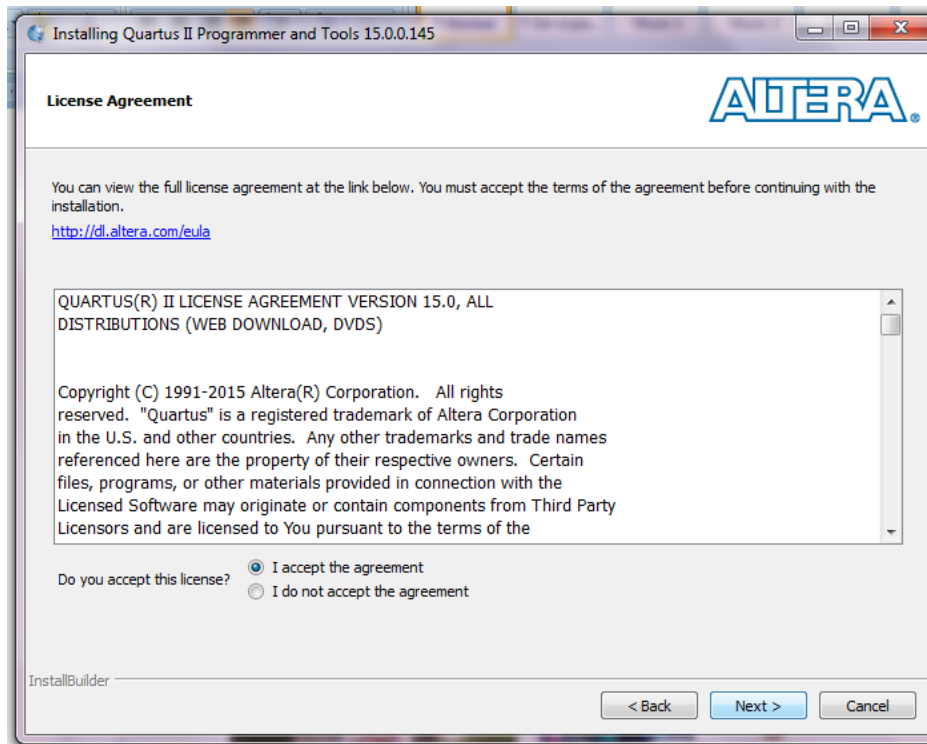 Installing Quartus II Programmer and Tools 15.0.0.145
License Agreement
ALTERA®
You can view the full license agreement at the link below. You must accept the terms of the agreement before continuing with the
installation.
http://dl.altera.com/eula
QUARTUS(R) II LICENSE AGREEMENT VERSION 15.0, ALL
DISTRIBUTIONS (WEB DOWNLOAD, DVDS)
Copyright (C) 1991-2015 Altera(R) Corporation.   All rights
reserved.  "Quartus" is a registered trademark of Altera Corporation
in the U.S. and other countries.  Any other trademarks and trade names
referenced here are the property of their respective owners.  Certain
files, programs, or other materials provided in connection with the
Licensed Software may originate or contain components from Third Party
Licensors and are licensed to You pursuant to the terms of the
Do you accept this license?
I accept the agreement
I do not accept the agreement
InstallBuilder
< Back
Next >
Cancel